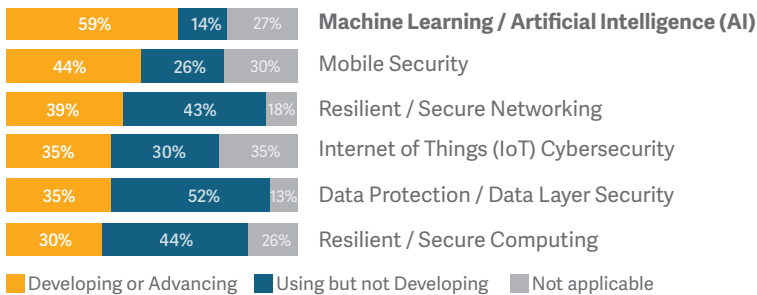 59% 14% 27% Machine Learning / Artificial Intelligence (AI)
44% 26% 30% Mobile Security
39% 43% 18% Resilient / Secure Networking
35% 30% 35% Internet of Things (IoT) Cybersecurity
35% 52% 13% Data Protection / Data Layer Security
30% 44% 26% Resilient / Secure Computing
Developing or Advancing Using but not Developing Not applicable